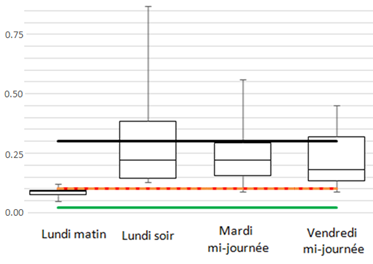 0.75
0.50
0.25
0.00
Lundi matin
Lundi soir
Mardi
mi-journée
Vendredi
mi-journée